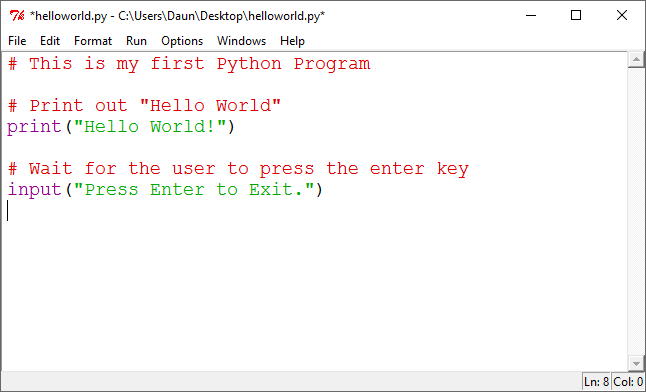 *helloworld.py - C:\Users\Daun\Desktop\helloworld.py*
File Edit Format Run Options Windows Help
# This is my first Python Program
# Print out "Hello World"
print("Hello World!")
# Wait for the user to press the enter key
input("Press Enter to Exit.")
Ln: 8 Col: 0